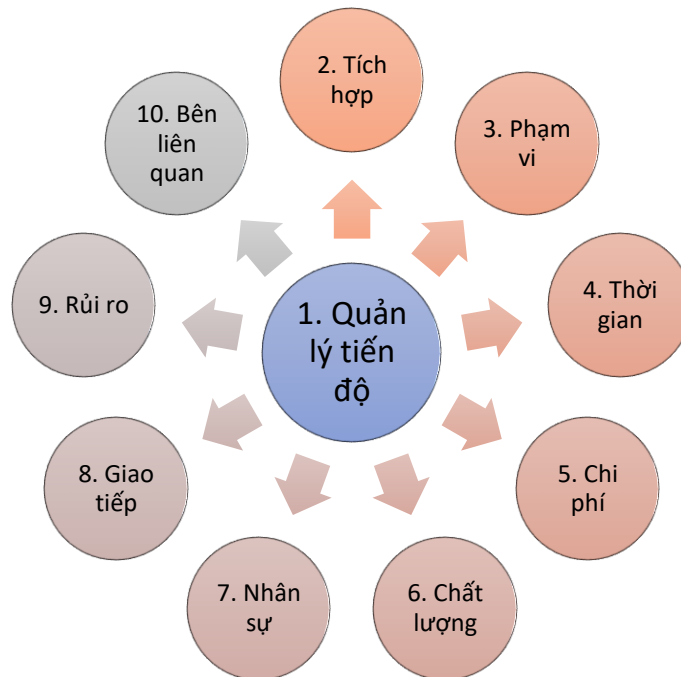 1. Quản
lý tiến
độ
2. Tích
hợp
3. Phạm
vi
4. Thời
gian
5. Chi
phí
6. Chất
lượng
7. Nhân
sự
8. Giao
tiếp
9. Rủi ro
10. Bên
liên
quan